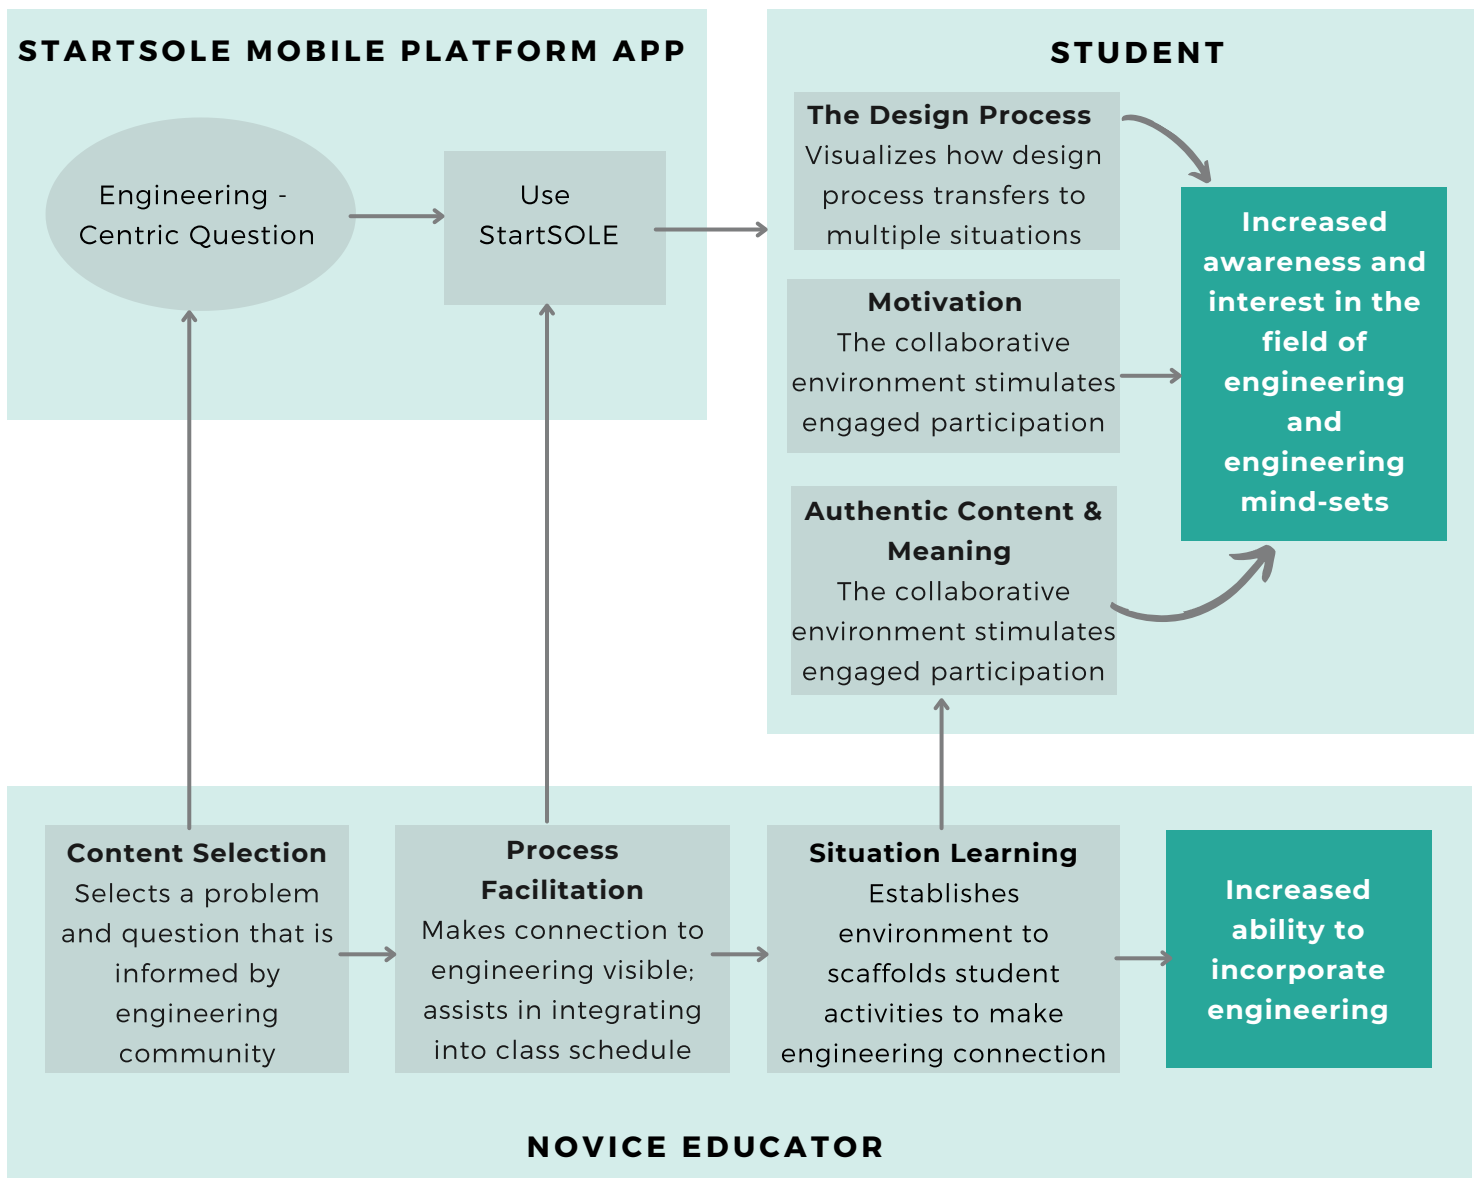 STARTSOLE MOBILE PLATFORM APP
Engineering -
Centric Question
Use
StartSOLE
STUDENT
The Design Process
Visualizes how design
process transfers to
multiple situations
Motivation
The collaborative
environment stimulates
engaged participation
Authentic Content &
Meaning
The collaborative
environment stimulates
engaged participation
Increased
awareness and
interest in the
field of
engineering
and
engineering
mind-sets
Content Selection
Selects a problem
and question that is
informed by
engineering
community
Process
Facilitation
Makes connection to
engineering visible;
assists in integrating
into class schedule
Situation Learning
Establishes
environment to
scaffolds student
activities to make
engineering connection
Increased
ability to
incorporate
engineering
NOVICE EDUCATOR